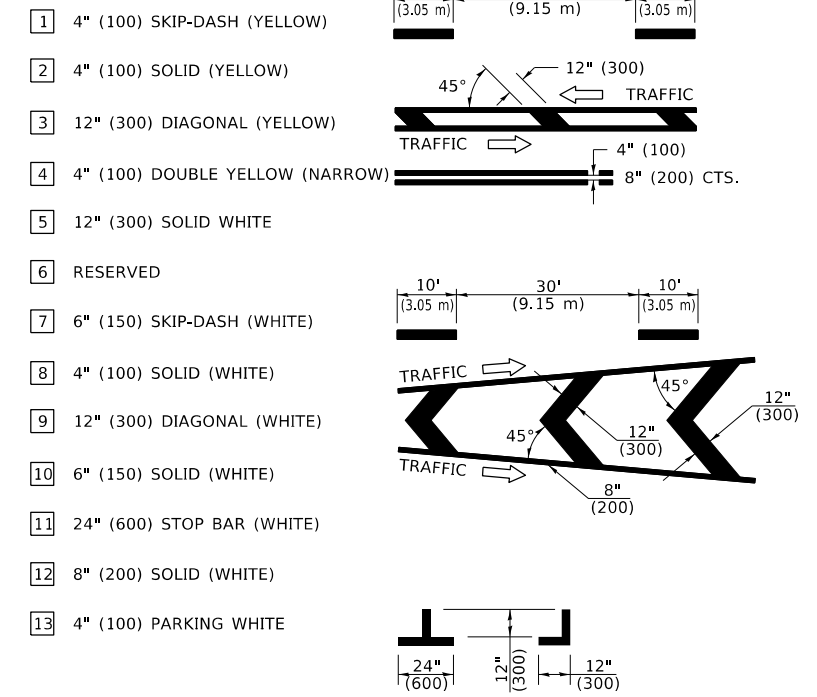 (3.05 m) (9.15 m) (3.05 m)
1 4" (100) SKIP-DASH (YELLOW)
2 4" (100) SOLID (YELLOW)
12" (300)
45°
TRAFFIC
3 12" (300) DIAGONAL (YELLOW)
TRAFFIC
4" (100)
4 4" (100) DOUBLE YELLOW (NARROW)
8" (200) CTS.
5 12" (300) SOLID WHITE
6 RESERVED
10' 30' 10'
(3.05 m) (9.15 m) (3.05 m)
7 6" (150) SKIP-DASH (WHITE)
8 4" (100) SOLID (WHITE)
TRAFFIC
45°
12"
(300)
9 12" (300) DIAGONAL (WHITE)
45°
12"
(300)
10 6" (150) SOLID (WHITE)
TRAFFIC
8"
(200)
11 24" (600) STOP BAR (WHITE)
12 8" (200) SOLID (WHITE)
13 4" (100) PARKING WHITE
24"
(600)
12"
(300)
12"
(300)